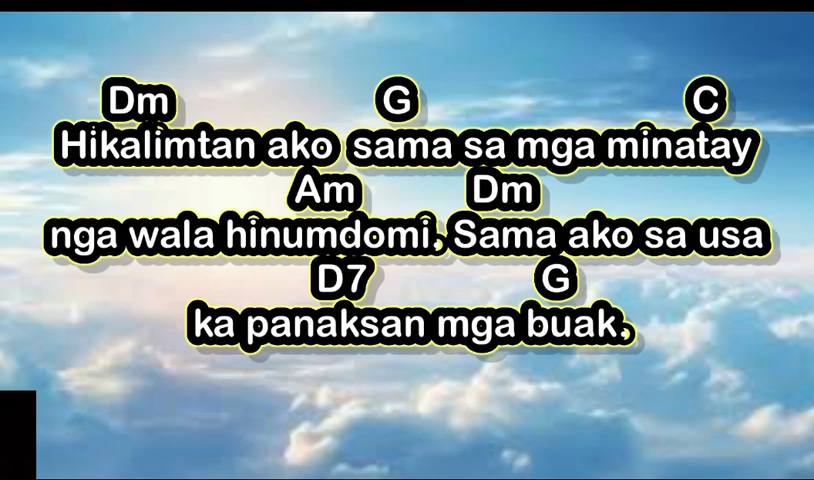 Dm G C
Hikalimtan ako sama sa mga minatay
Am Dm
nga wala hinumdomi. Sama ako sa usa
D7 G
ka panaksan mga buak.